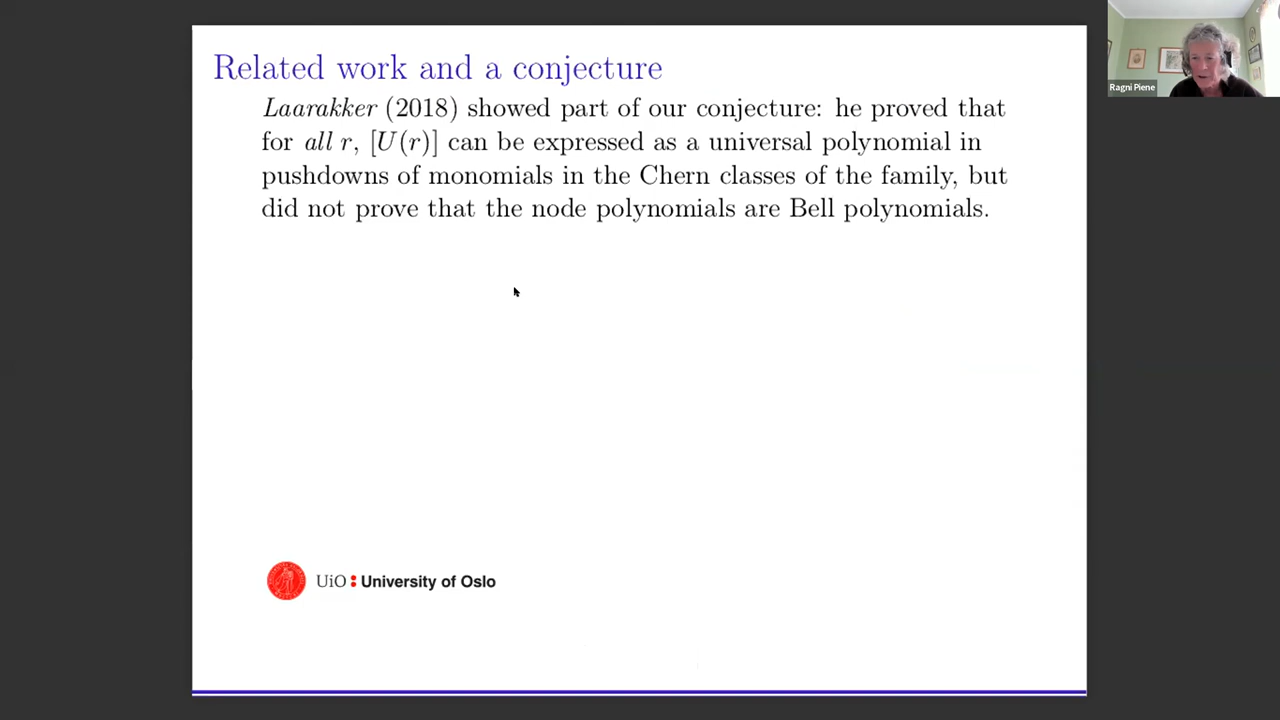 Related work and a conjecture
Laarakker (2018) showed part of our conjecture: he proved that
for all r, [U(r)] can be expressed as a universal polynomial in
pushdowns of monomials in the Chern classes of the family, but
did not prove that the node polynomials are Bell polynomials.
Ragni Piene
UiO : University of Oslo